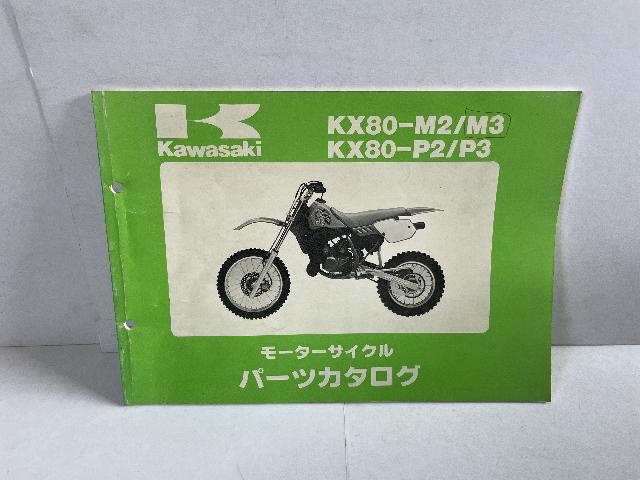 Kawasaki
KX80-M2/M3
KX80-P2/P3
モーターサイクル
パーツカタログ